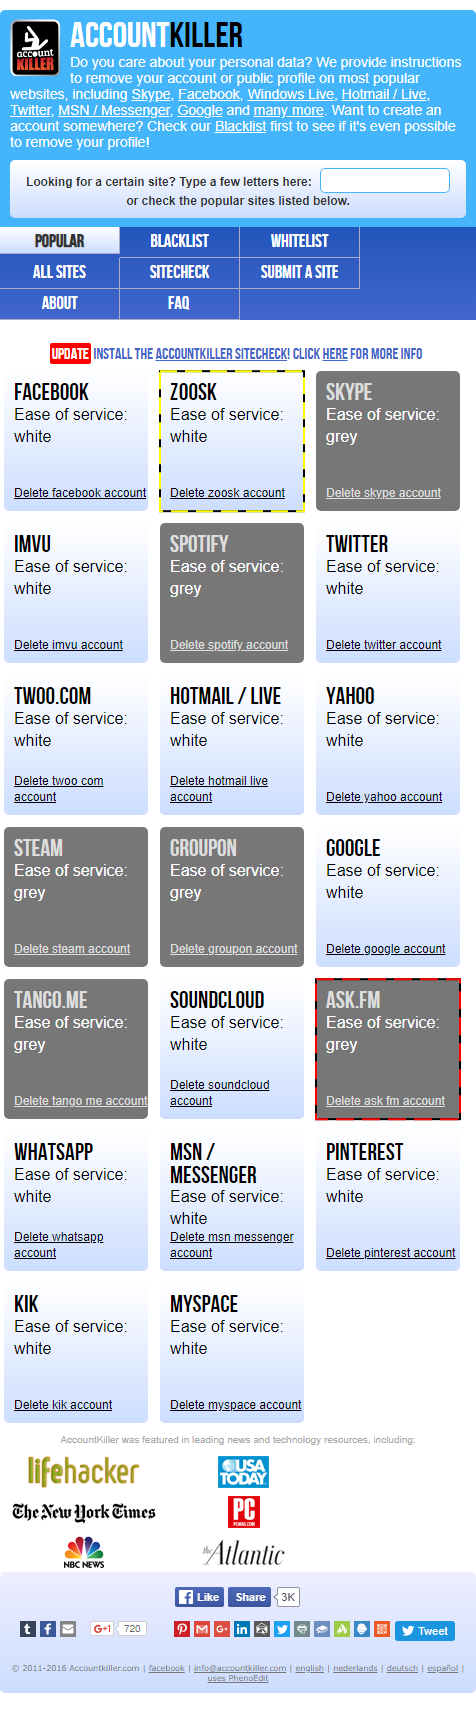 account
KILLER
ACCOUNTKILLER
Do you care about your personal data? We provide instructions
to remove your account or public profile on most popular
websites, including Skype, Facebook, Windows Live, Hotmail / Live,
Twitter, MSN / Messenger, Google and many more. Want to create an
account somewhere? Check our Blacklist first to see if it's even possible
to remove your profile!
Looking for a certain site? Type a few letters here:
or check the popular sites listed below.
POPULAR BLACKLIST WHITELIST
ALL SITES SITECHECK SUBMIT A SITE
ABOUT FAQ
UPDATE INSTALL THE ACCOUNTKILLER SITECHECK! CLICK HERE FOR MORE INFO
FACEBOOK
Ease of service:
white
Delete facebook account
ZOOSK
Ease of service:
white
Delete zoosk account
SKYPE
Ease of service:
grey
Delete skype account
IMVU
Ease of service:
white
Delete imvu account
SPOTIFY
Ease of service:
grey
Delete spotify account
TWITTER
Ease of service:
white
Delete twitter account
TWOO.COM
Ease of service:
white
Delete twoo com
account
HOTMAIL / LIVE
Ease of service:
white
Delete hotmail live
account
YAHOO
Ease of service:
white
Delete yahoo account
STEAM
Ease of service:
grey
Delete steam account
GROUPON
Ease of service:
grey
Delete groupon account
GOOGLE
Ease of service:
white
Delete google account
TANGO.ME
Ease of service:
grey
Delete tango me account
SOUNDCLOUD
Ease of service:
white
Delete soundcloud
account
ASK.FM
Ease of service:
grey
Delete ask fm account
WHATSAPP
Ease of service:
white
Delete whatsapp
account
MSN /
MESSENGER
Ease of service:
white
Delete msn messenger
account
PINTEREST
Ease of service:
white
Delete pinterest account
KIK
Ease of service:
white
Delete kik account
MYSPACE
Ease of service:
white
Delete myspace account
AccountKiller was featured in leading news and technology resources, including:
lifehacker
USA
TODAY
The New York Times
PC
PCMAG.COM
NBC NEWS
the Atlantic
Like Share 3K
G+1 720 Tweet
© 2011-2016 Accountkiller.com | facebook | info@accountkiller.com | english | nederlands | deutsch | español |
uses PhenoEdit